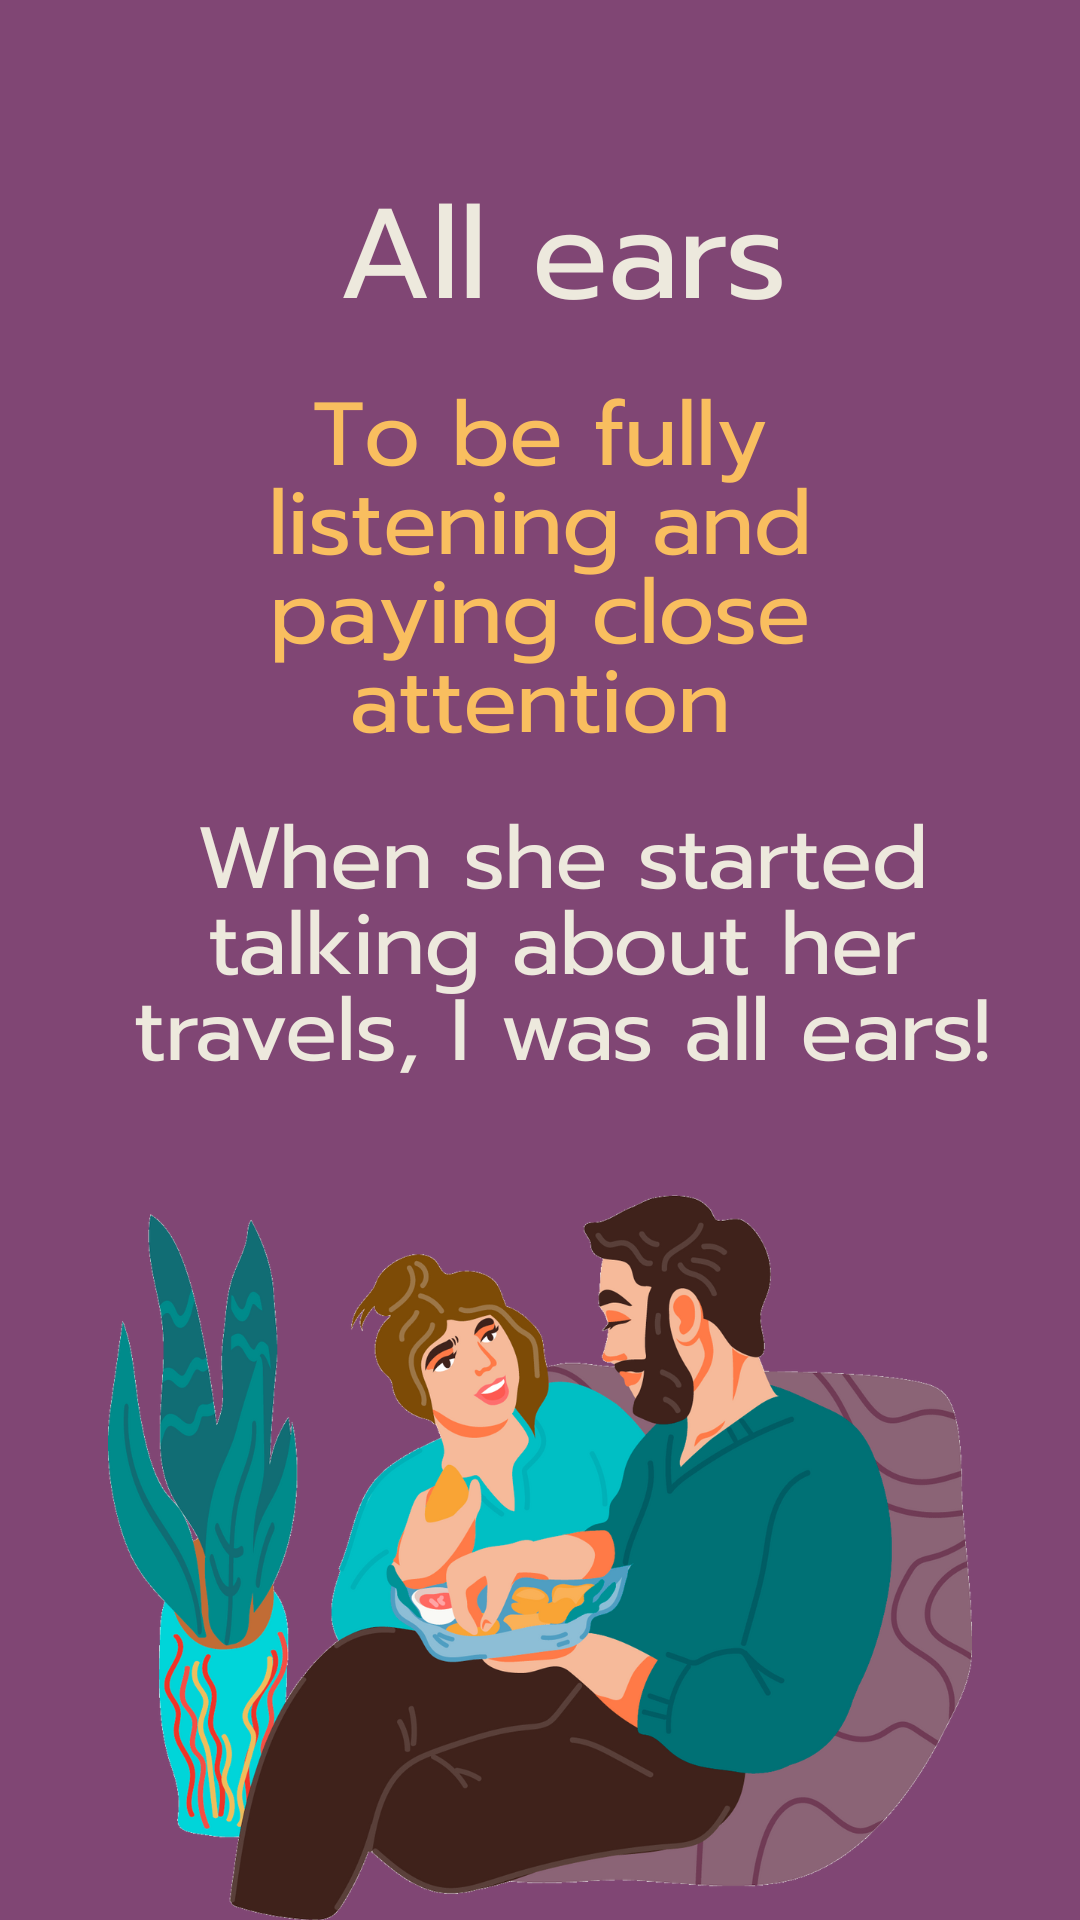 All ears
To be fully
listening and
paying close
attention
When she started
talking about her
travels, I was all ears!